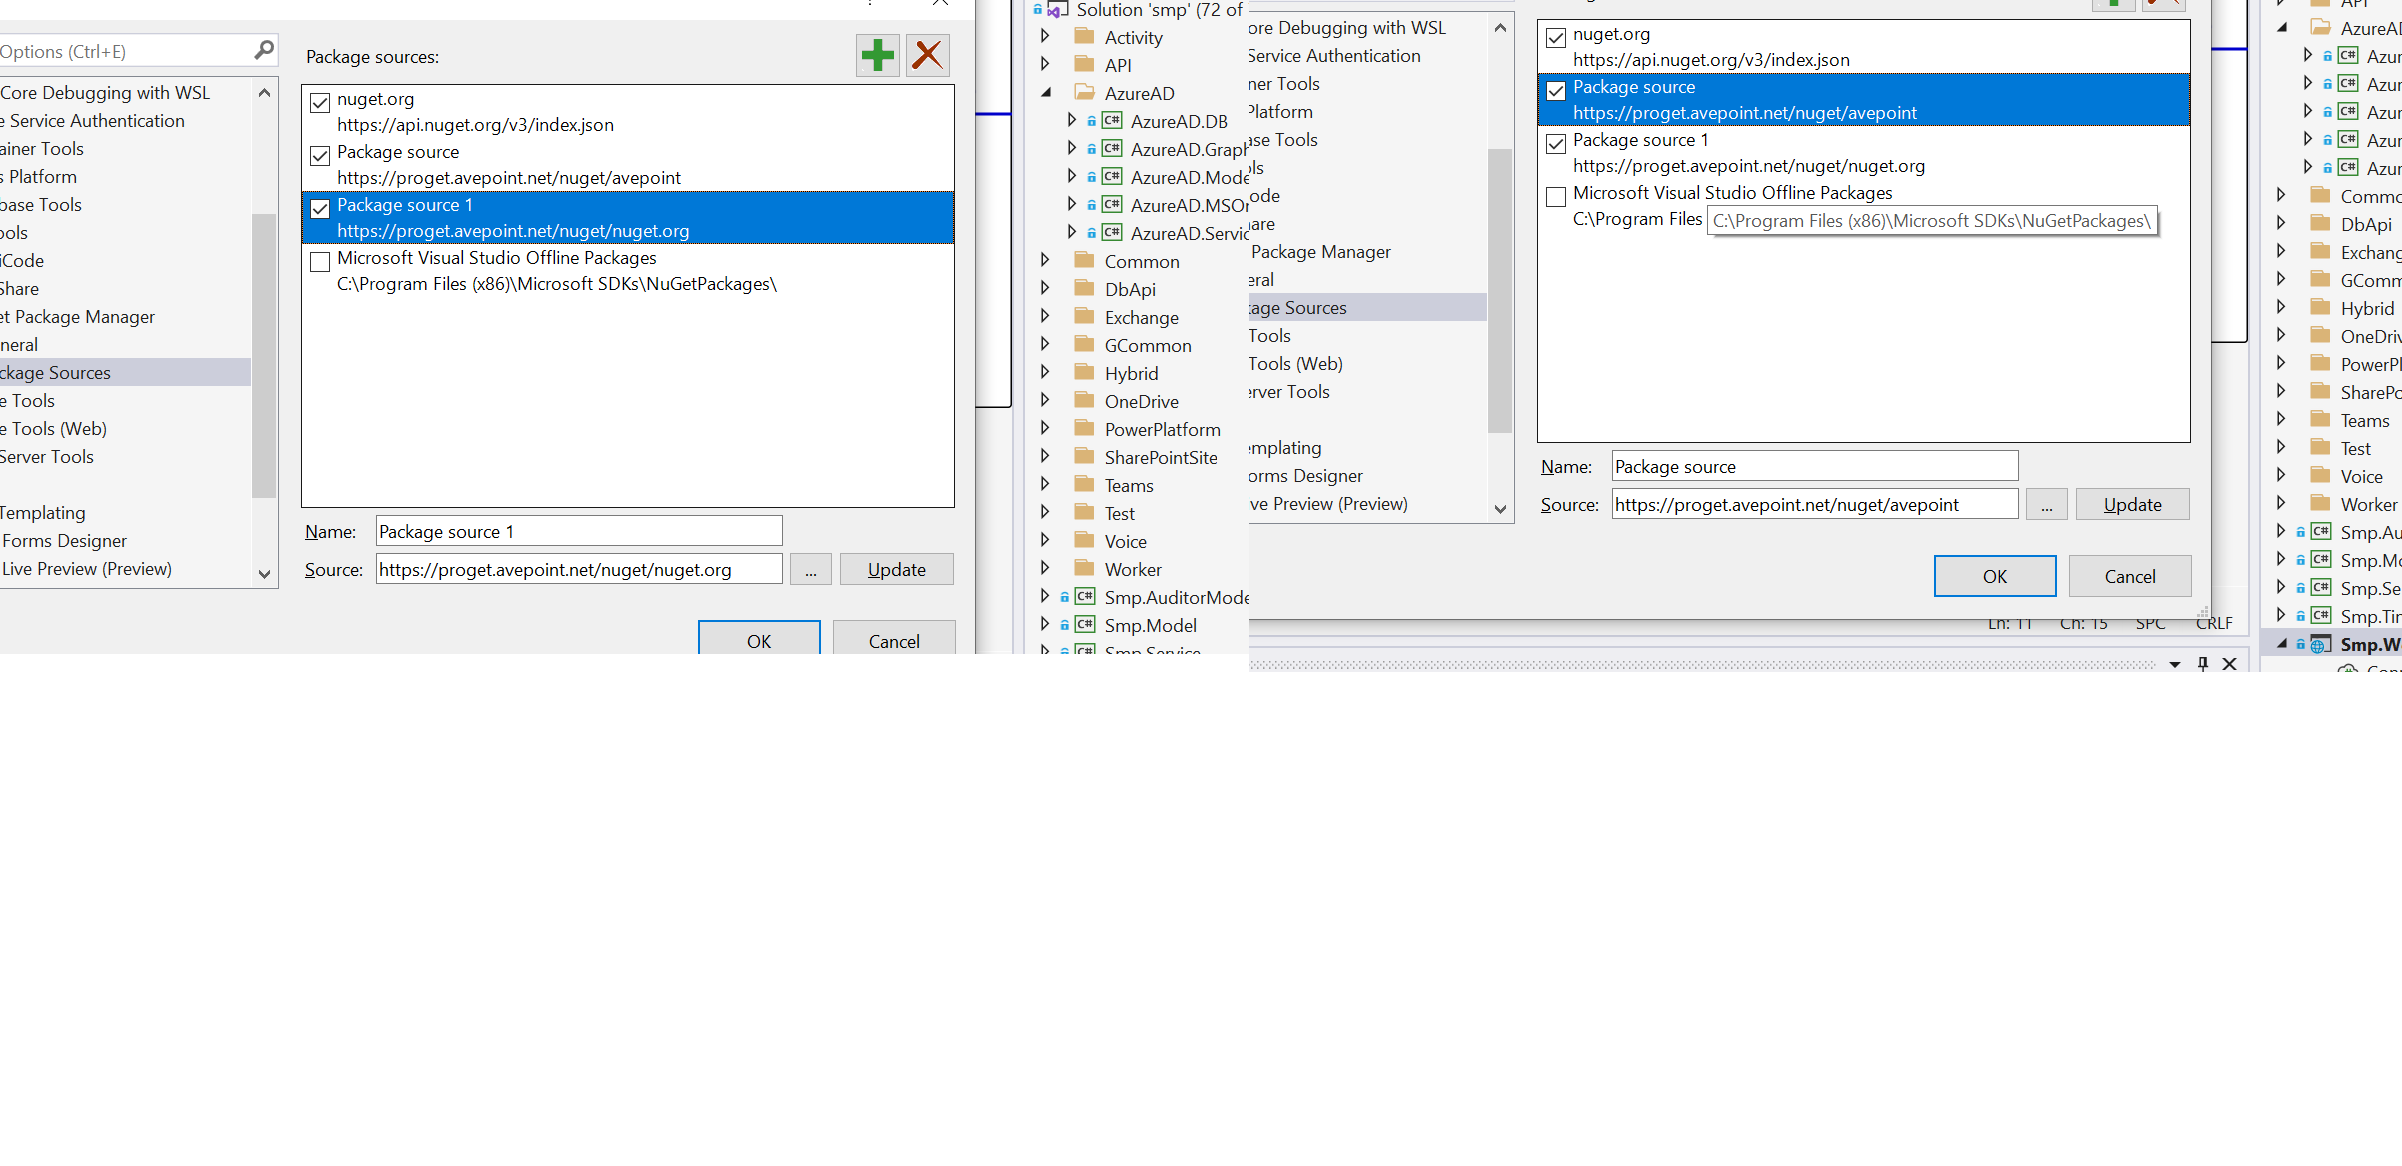 Options (Ctrl+E)
Core Debugging with WSL
e Service Authentication
ainer Tools
s Platform
base Tools
ools
iCode
Share
et Package Manager
neral
ckage Sources
e Tools
e Tools (Web)
Server Tools
Templating
Forms Designer
Live Preview (Preview)
Package sources:
nuget.org
https://api.nuget.org/v3/index.json
Package source
https://proget.avepoint.net/nuget/avepoint
Package source 1
https://proget.avepoint.net/nuget/nuget.org
Microsoft Visual Studio Offline Packages
C:\Program Files (x86)\Microsoft SDKs\NuGetPackages\
Name: Package source 1
Source: https://proget.avepoint.net/nuget/nuget.org ... Update
OK Cancel
Solution 'smp' (72 of
Activity
API
AzureAD
C# AzureAD.DB
C# AzureAD.Graph
C# AzureAD.Mode
C# AzureAD.MSOn
C# AzureAD.Servic
Common
DbApi
Exchange
GCommon
Hybrid
OneDrive
PowerPlatform
SharePointSite
Teams
Test
Voice
Worker
C# Smp.AuditorMode
C# Smp.Model
C# Smp.Service
ore Debugging with WSL
Service Authentication
ner Tools
Platform
ase Tools
ols
ode
are
Package Manager
eral
kage Sources
Tools
Tools (Web)
erver Tools
emplating
orms Designer
ive Preview (Preview)
nuget.org
https://api.nuget.org/v3/index.json
Package source
https://proget.avepoint.net/nuget/avepoint
Package source 1
https://proget.avepoint.net/nuget/nuget.org
Microsoft Visual Studio Offline Packages
C:\Program Files
C:\Program Files (x86)\Microsoft SDKs\NuGetPackages\
Name: Package source
Source: https://proget.avepoint.net/nuget/avepoint ... Update
OK Cancel
Ln: 11 Ch: 15 SPC CRLF
API
AzureAD
C# Azur
C# Azur
C# Azur
C# Azur
C# Azur
Commo
DbApi
Exchang
GComm
Hybrid
OneDriv
PowerPl
SharePo
Teams
Test
Voice
Worker
C# Smp.Au
C# Smp.Mo
C# Smp.Se
C# Smp.Tim
Smp.W